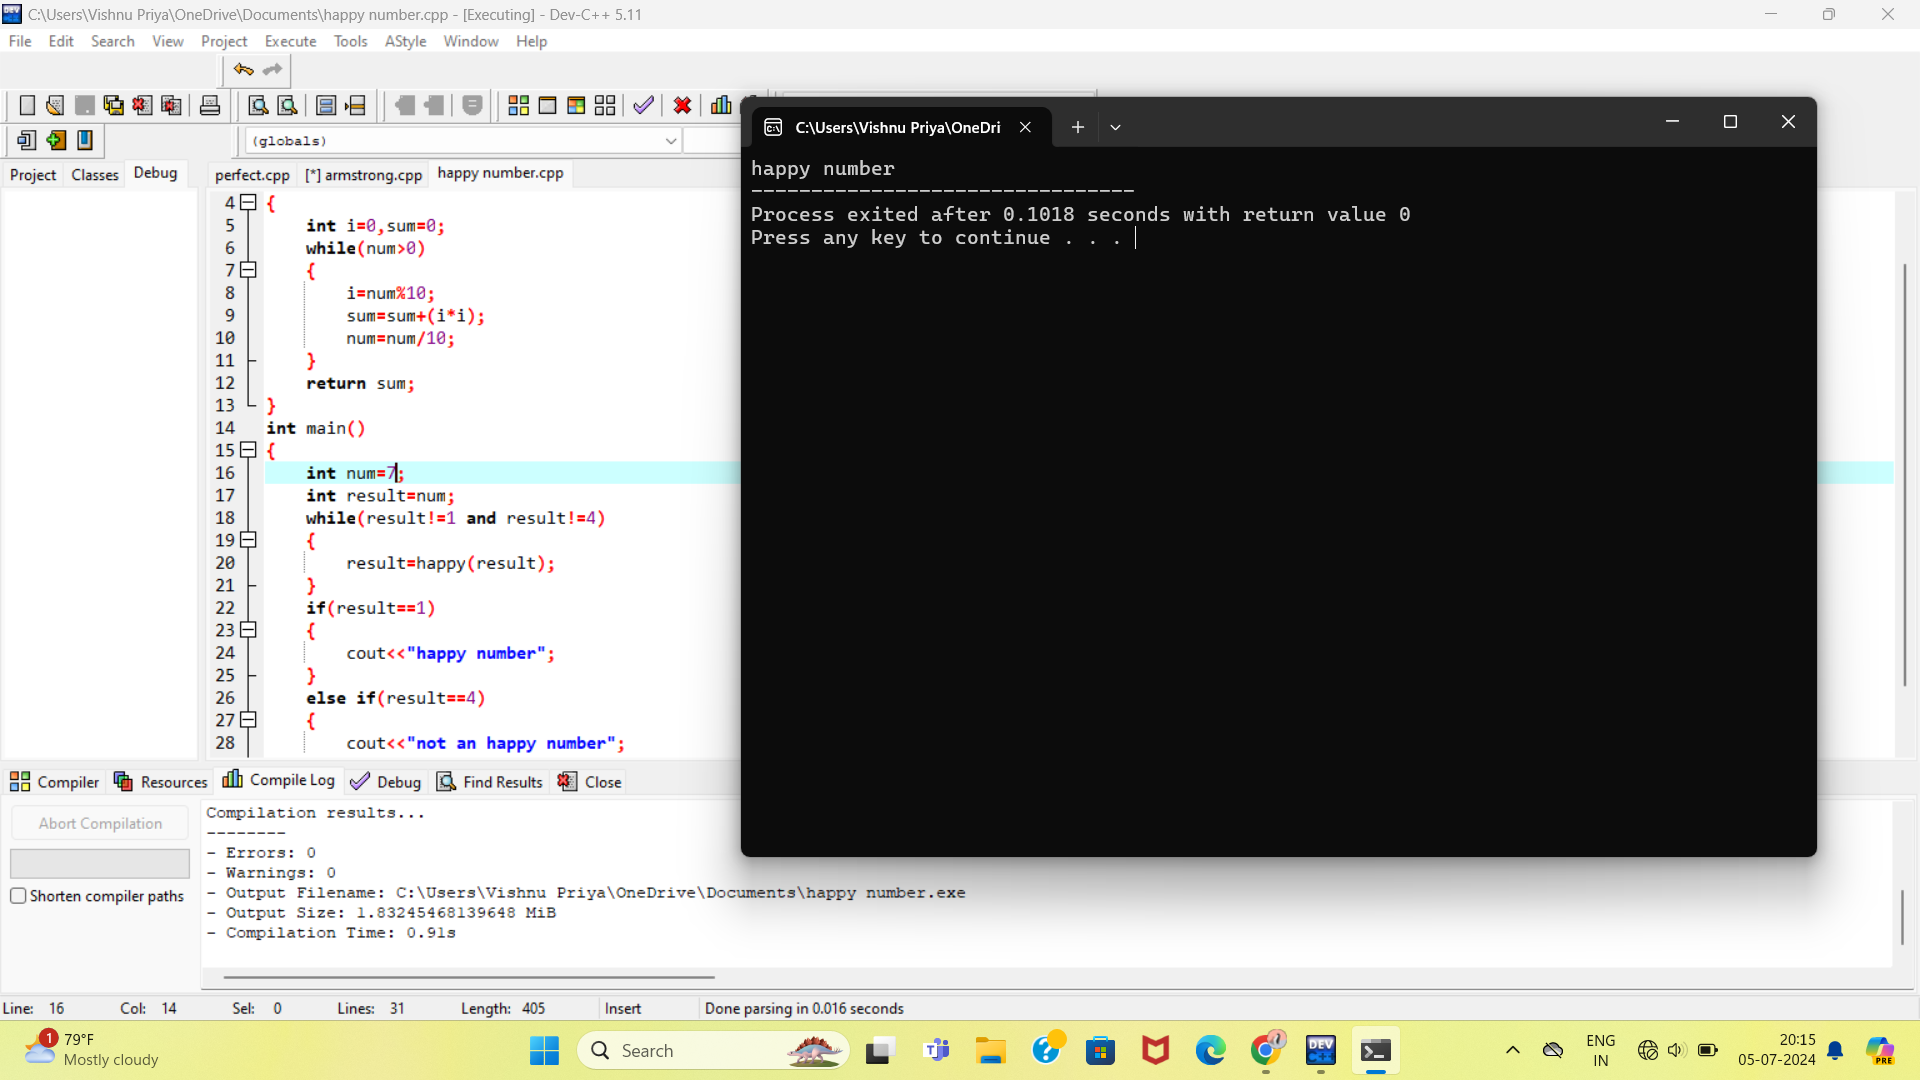 C:\Users\Vishnu Priya\OneDrive\Documents\happy number.cpp - [Executing] - Dev-C++ 5.11
File Edit Search View Project Execute Tools AStyle Window Help
(globals)
Project Classes Debug
perfect.cpp [*] armstrong.cpp happy number.cpp
4 {
5 int i=0,sum=0;
6 while(num>0)
7 {
8 i=num%10;
9 sum=sum+(i*i);
10 num=num/10;
11 }
12 return sum;
13 }
14 int main()
15 {
16 int num=7;
17 int result=num;
18 while(result!=1 and result!=4)
19 {
20 result=happy(result);
21 }
22 if(result==1)
23 {
24 cout<<"happy number";
25 }
26 else if(result==4)
27 {
28 cout<<"not an happy number";
C:\Users\Vishnu Priya\OneDri
happy number
--------------------------------
Process exited after 0.1018 seconds with return value 0
Press any key to continue . . .
Compiler Resources Compile Log Debug Find Results Close
Abort Compilation
Shorten compiler paths
Compilation results...
--------
- Errors: 0
- Warnings: 0
- Output Filename: C:\Users\Vishnu Priya\OneDrive\Documents\happy number.exe
- Output Size: 1.83245468139648 MiB
- Compilation Time: 0.91s
Line: 16 Col: 14 Sel: 0 Lines: 31 Length: 405 Insert Done parsing in 0.016 seconds
1
79°F
Mostly cloudy
Search
DEV
PRE
ENG
IN
20:15
05-07-2024